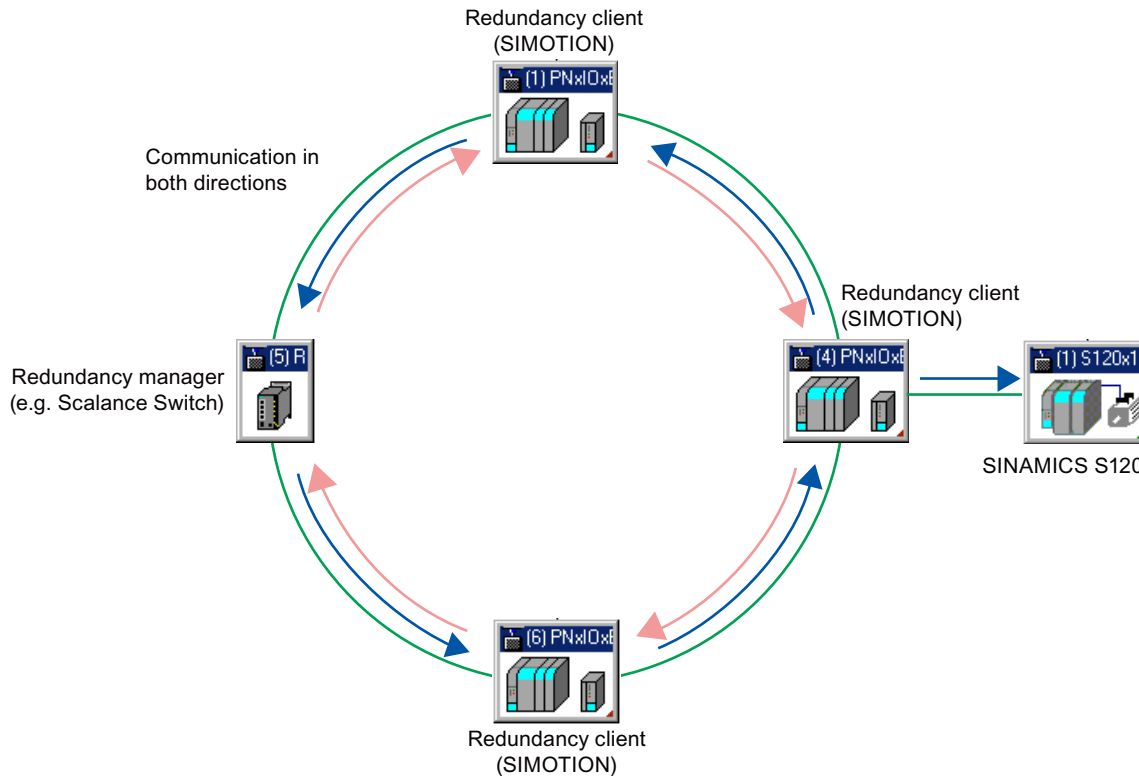 Redundancy client
(SIMOTION)
(1) PNxIOxE
Communication in
both directions
Redundancy client
(SIMOTION)
(5) R
(4) PNxIOxE
(1) S120x1
Redundancy manager
(e.g. Scalance Switch)
SINAMICS S120
(6) PNxIOxE
Redundancy client
(SIMOTION)